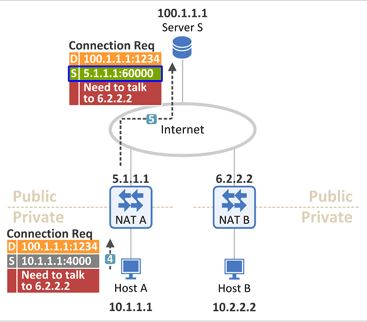 100.1.1.1
Server S
Connection Req
D 100.1.1.1:1234
S 5.1.1.1:60000
Need to talk
to 6.2.2.2
5
Internet
5.1.1.1
6.2.2.2
Public
Private
NAT A
NAT B
Public
Private
Connection Req
D 100.1.1.1:1234
S 10.1.1.1:4000
Need to talk
to 6.2.2.2
4
Host A
Host B
10.1.1.1
10.2.2.2